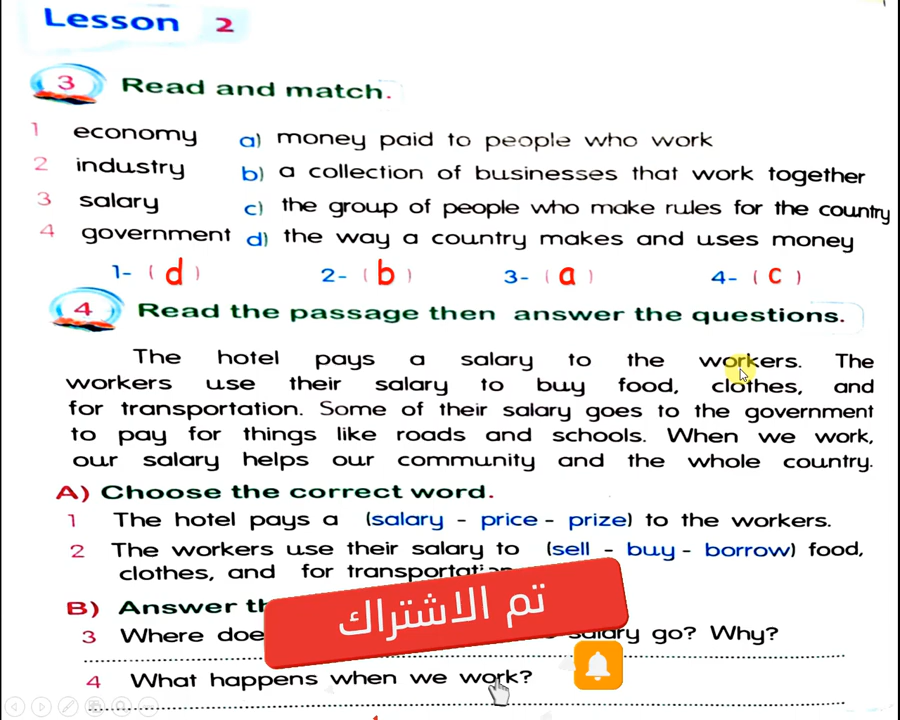 Lesson 2
3 Read and match.
1 economy a) money paid to people who work
2 industry b) a collection of businesses that work together
3 salary c) the group of people who make rules for the country
4 government d) the way a country makes and uses money
1- ( d ) 2- ( b ) 3- ( a ) 4- ( c )
4 Read the passage then answer the questions.
The hotel pays a salary to the workers. The
workers use their salary to buy food, clothes, and
for transportation. Some of their salary goes to the government
to pay for things like roads and schools. When we work,
our salary helps our community and the whole country.
A) Choose the correct word.
1 The hotel pays a (salary - price - prize) to the workers.
2 The workers use their salary to (sell - buy - borrow) food,
clothes, and for transportation
B) Answer th
تم الاشتراك
3 Where doe salary go? Why?
4 What happens when we work?